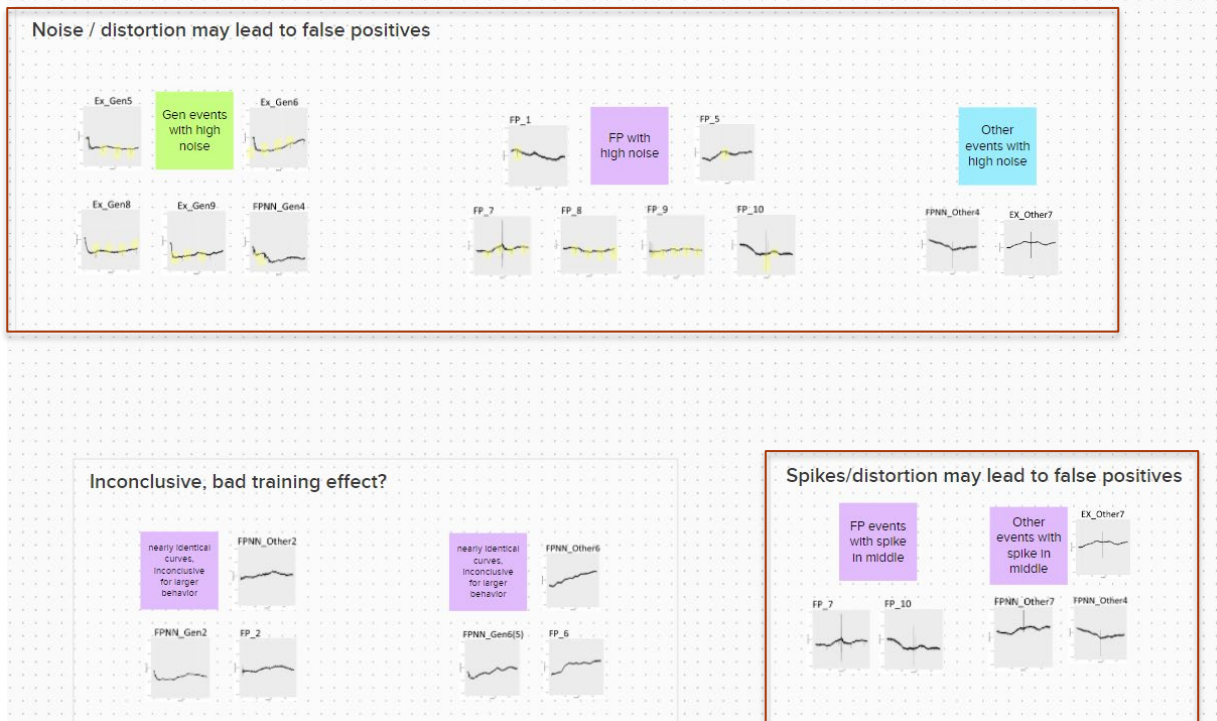 Noise / distortion may lead to false positives
Ex_Gen5
Gen events
with high
noise
Ex_Gen6
FP_1
FP with
high noise
FP_5
Other
events with
high noise
Ex_Gen8
Ex_Gen9
FPNN_Gen4
FP_7
FP_8
FP_9
FP_10
FPNN_Other4
EX_Other7
Inconclusive, bad training effect?
nearly identical
curves,
inconclusive
for larger
behavior
FPNN_Other2
FPNN_Gen2
FP_2
nearly identical
curves,
inconclusive
for larger
behavior
FPNN_Other6
FPNN_Gen6(5)
FP_6
Spikes/distortion may lead to false positives
FP events
with spike
in middle
Other
events with
spike in
middle
EX_Other7
FP_7
FP_10
FPNN_Other7
FPNN_Other4